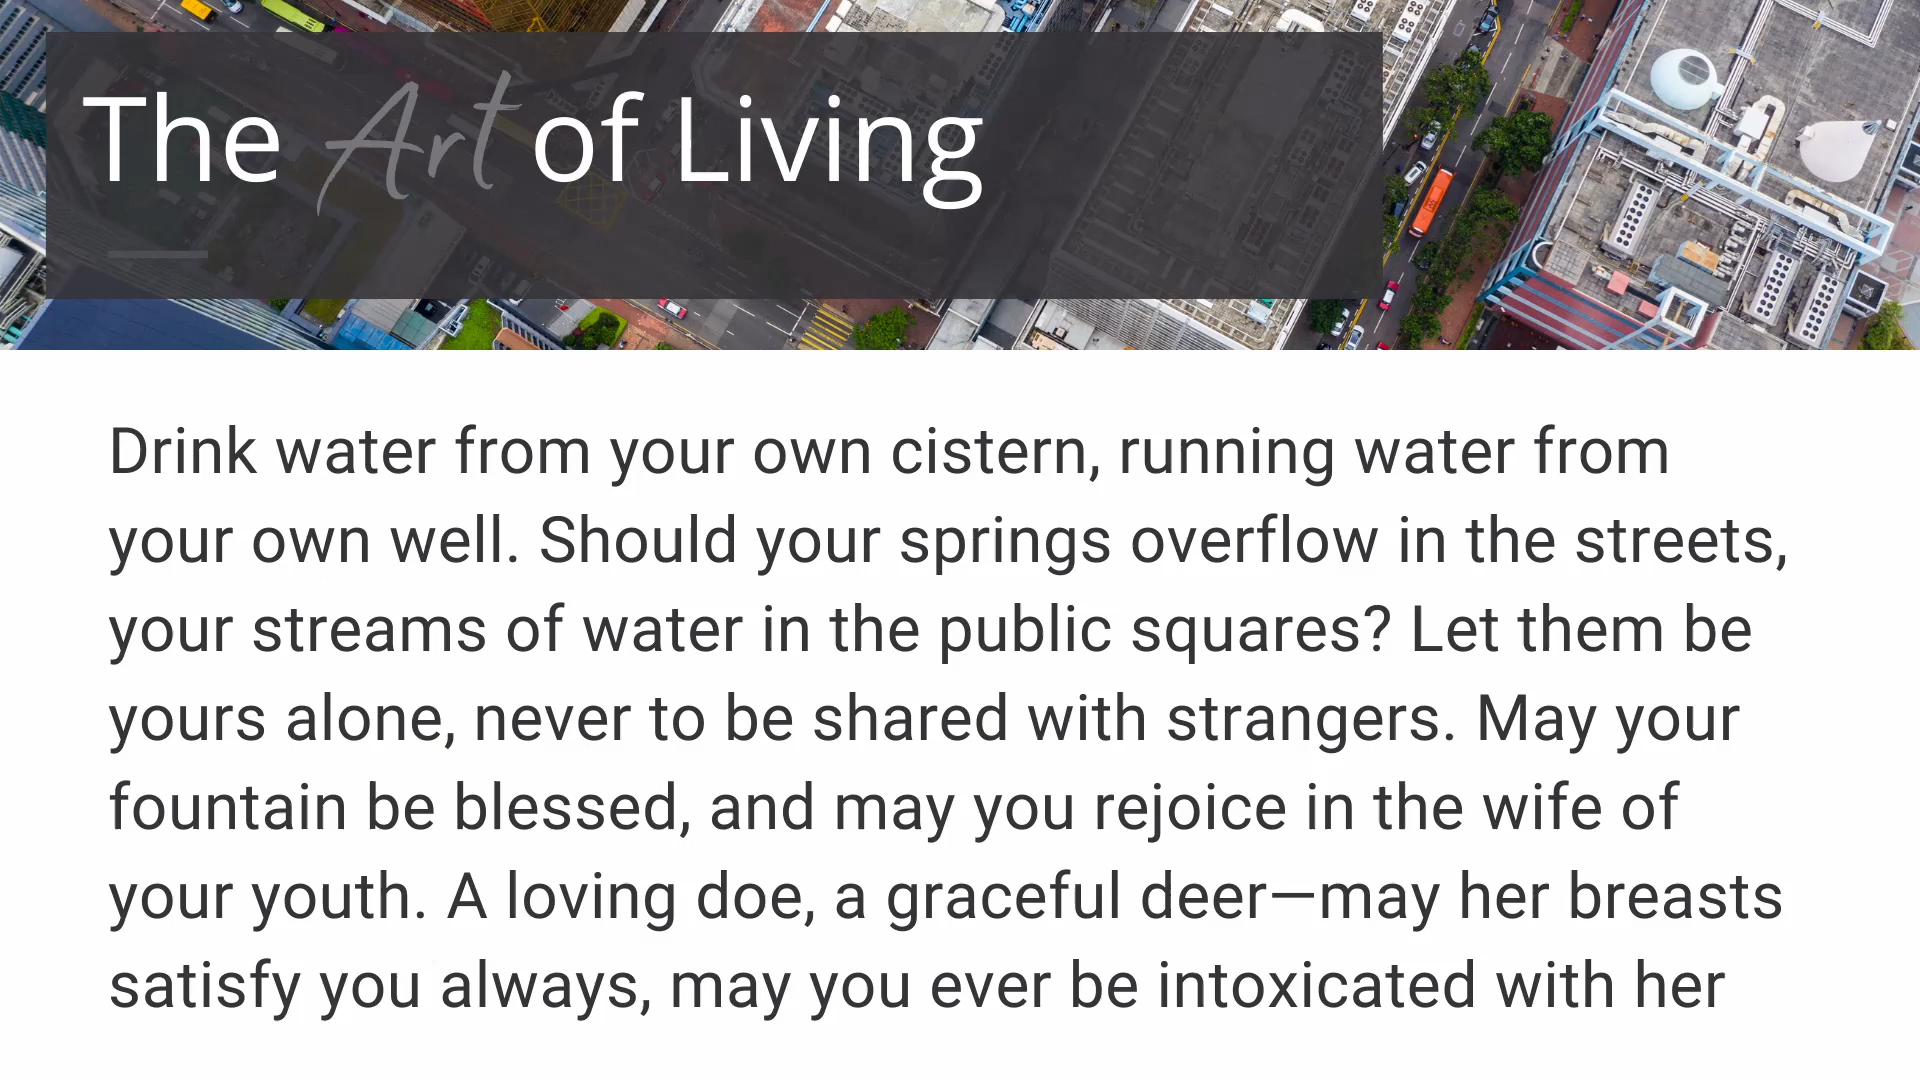 The Art of Living
Drink water from your own cistern, running water from
your own well. Should your springs overflow in the streets,
your streams of water in the public squares? Let them be
yours alone, never to be shared with strangers. May your
fountain be blessed, and may you rejoice in the wife of
your youth. A loving doe, a graceful deer—may her breasts
satisfy you always, may you ever be intoxicated with her